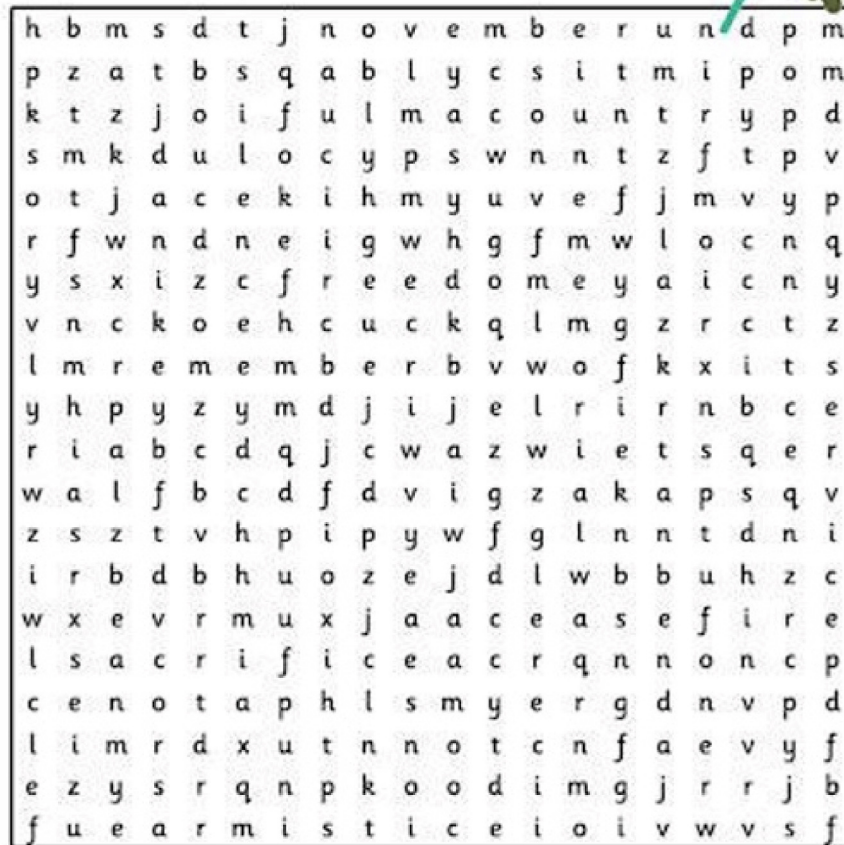 h b m s d t j n o v e m b e r u n d p m
p z a t b s q a b l y c s i t m i p o m
k t z j o i f u l m a c o u n t r y p d
s m k d u l o c y p s w n n t z f t p v
o t j a c e k i h m y u v e f j m v y p
r f w n d n e i g w h g f m w l o c n q
y s x i z c f r e e d o m e y a i c n y
v n c k o e h c u c k q l m g z r c t z
l m r e m e m b e r b v w o f k x i t s
y h p y z y m d j i j e l r i r n b c e
r i a b c d q j c w a z w i e t s q e r
w a l f b c d f d v i g z a k a p s q v
z s z t v h p i p y w f g l n n t d n i
i r b d b h u o z e j d l w b b u h z c
w x e v r m u x j a a c e a s e f i r e
l s a c r i f i c e a c r q n n o n c p
c e n o t a p h l s m y e r g d n v p d
l i m r d x u t n n o t c n f a e v y f
e z y s r q n p k o o d i m g j r r j b
f u e a r m i s t i c e i o i v w v s f